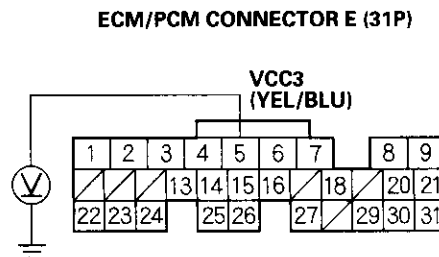 ECM/PCM CONNECTOR E (31P)
VCC3
(YEL/BLU)
1 2 3 4 5 6 7 8 9
13 14 15 16 18 20 21
V
22 23 24 25 26 27 29 30 31